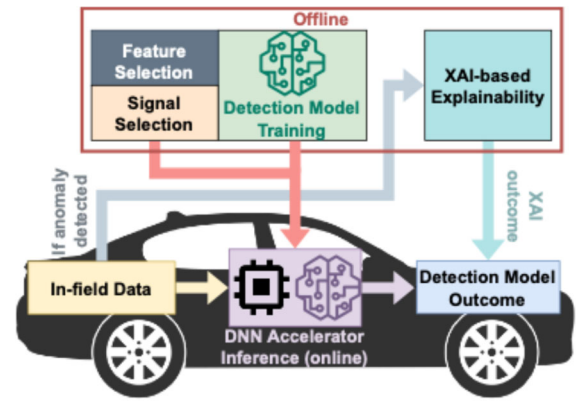 Offline
Feature
Selection
Signal
Selection
Detection Model
Training
XAI-based
Explainability
If anomaly
detected
XAI
outcome
In-field Data
DNN Accelerator
Inference (online)
Detection Model
Outcome